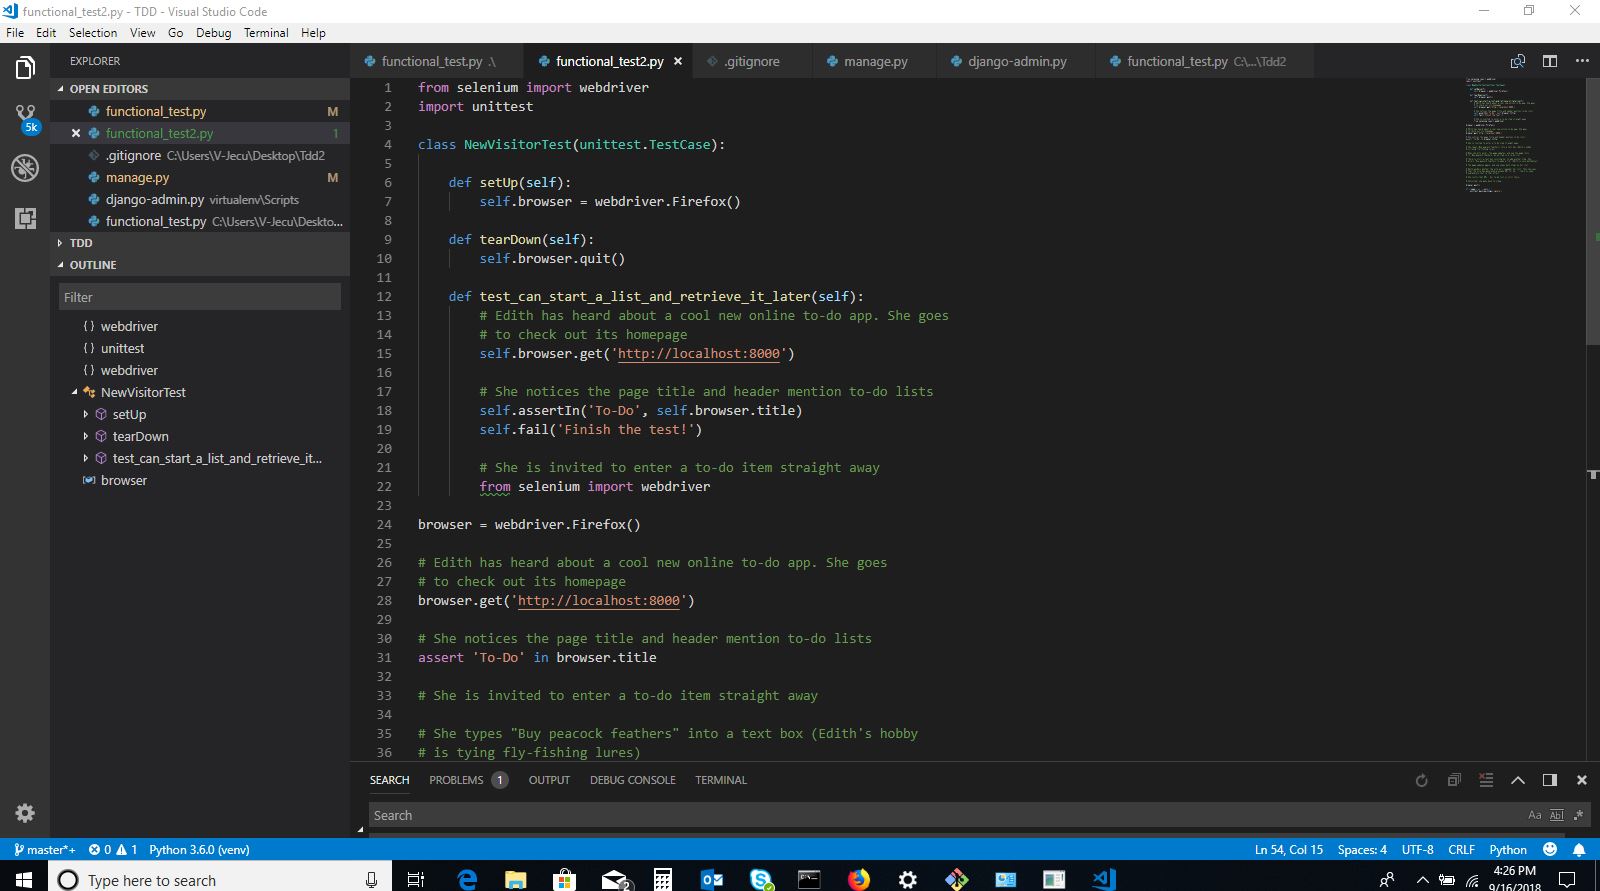 functional_test2.py - TDD - Visual Studio Code
File Edit Selection View Go Debug Terminal Help
EXPLORER
OPEN EDITORS
functional_test.py M
functional_test2.py 1
.gitignore C:\Users\V-Jecu\Desktop\Tdd2
manage.py M
django-admin.py virtualenv\Scripts
functional_test.py C:\Users\V-Jecu\Deskto...
TDD
OUTLINE
Filter
{ } webdriver
{ } unittest
{ } webdriver
NewVisitorTest
setUp
tearDown
test_can_start_a_list_and_retrieve_it...
browser
5k
functional_test.py .\ functional_test2.py .gitignore manage.py django-admin.py functional_test.py C:\...\Tdd2
1 from selenium import webdriver
2 import unittest
3
4 class NewVisitorTest(unittest.TestCase):
5
6 def setUp(self):
7 self.browser = webdriver.Firefox()
8
9 def tearDown(self):
10 self.browser.quit()
11
12 def test_can_start_a_list_and_retrieve_it_later(self):
13 # Edith has heard about a cool new online to-do app. She goes
14 # to check out its homepage
15 self.browser.get('http://localhost:8000')
16
17 # She notices the page title and header mention to-do lists
18 self.assertIn('To-Do', self.browser.title)
19 self.fail('Finish the test!')
20
21 # She is invited to enter a to-do item straight away
22 from selenium import webdriver
23
24 browser = webdriver.Firefox()
25
26 # Edith has heard about a cool new online to-do app. She goes
27 # to check out its homepage
28 browser.get('http://localhost:8000')
29
30 # She notices the page title and header mention to-do lists
31 assert 'To-Do' in browser.title
32
33 # She is invited to enter a to-do item straight away
34
35 # She types "Buy peacock feathers" into a text box (Edith's hobby
36 # is tying fly-fishing lures)
SEARCH PROBLEMS 1 OUTPUT DEBUG CONSOLE TERMINAL
Search Aa Abl .*
master*+ 0 1 Python 3.6.0 (venv) Ln 54, Col 15 Spaces: 4 UTF-8 CRLF Python
Type here to search
2
4:26 PM
9/16/2018